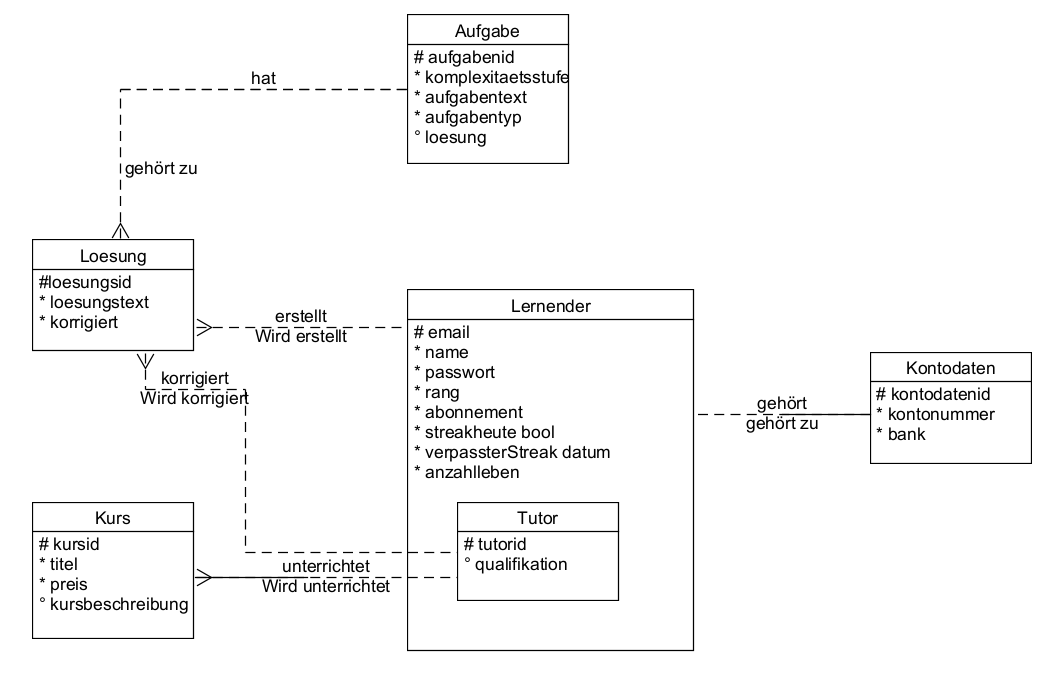 Aufgabe
# aufgabenid
* komplexitaetsstufe
* aufgabentext
* aufgabentyp
° loesung
hat
gehört zu
Loesung
#loesungsid
* loesungstext
* korrigiert
erstellt
Wird erstellt
korrigiert
Wird korrigiert
Lernender
# email
* name
* passwort
* rang
* abonnement
* streakheute bool
* verpassterStreak datum
* anzahlleben
gehört
gehört zu
Kontodaten
# kontodatenid
* kontonummer
* bank
Kurs
# kursid
* titel
* preis
° kursbeschreibung
unterrichtet
Wird unterrichtet
Tutor
# tutorid
° qualifikation